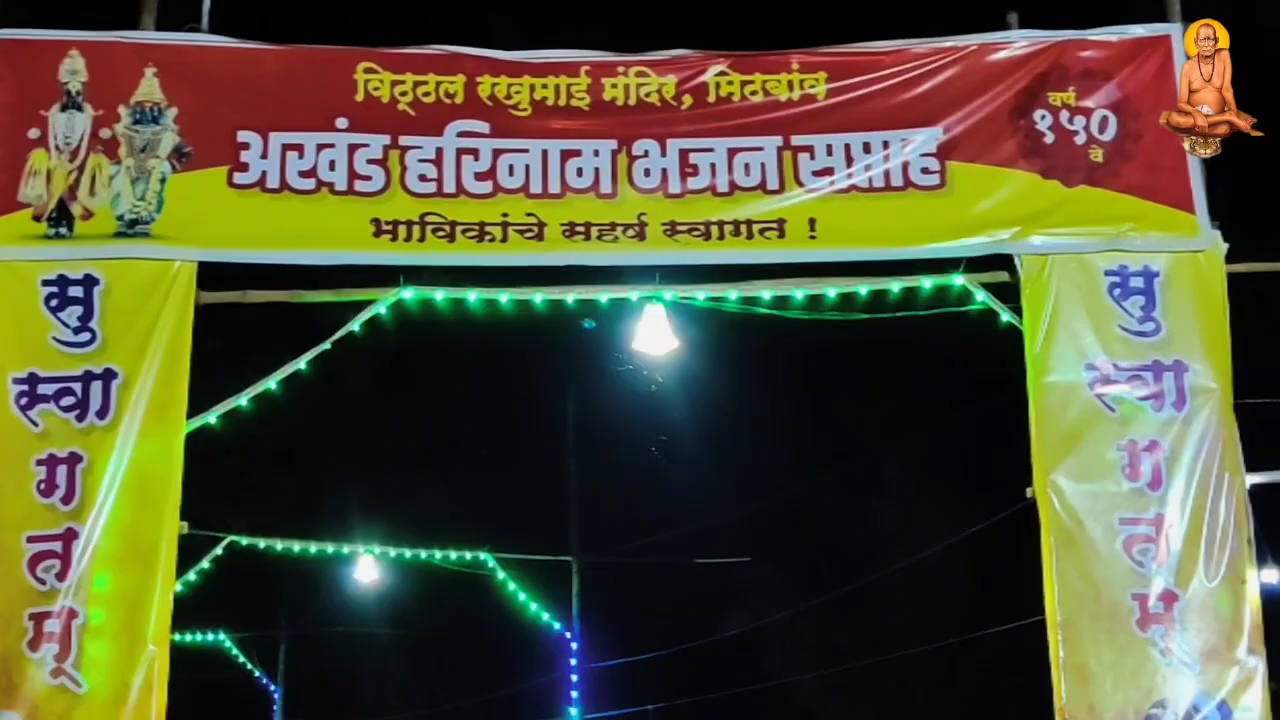 विठ्ठल रखुमाई मंदिर, मिठबांव
अखंड हरिनाम भजन सप्ताह
भाविकांचे सहर्ष स्वागत !
वर्ष
१५०
वे
सु
स्वा
ग
त
म्
सु
स्वा
ग
त
म्